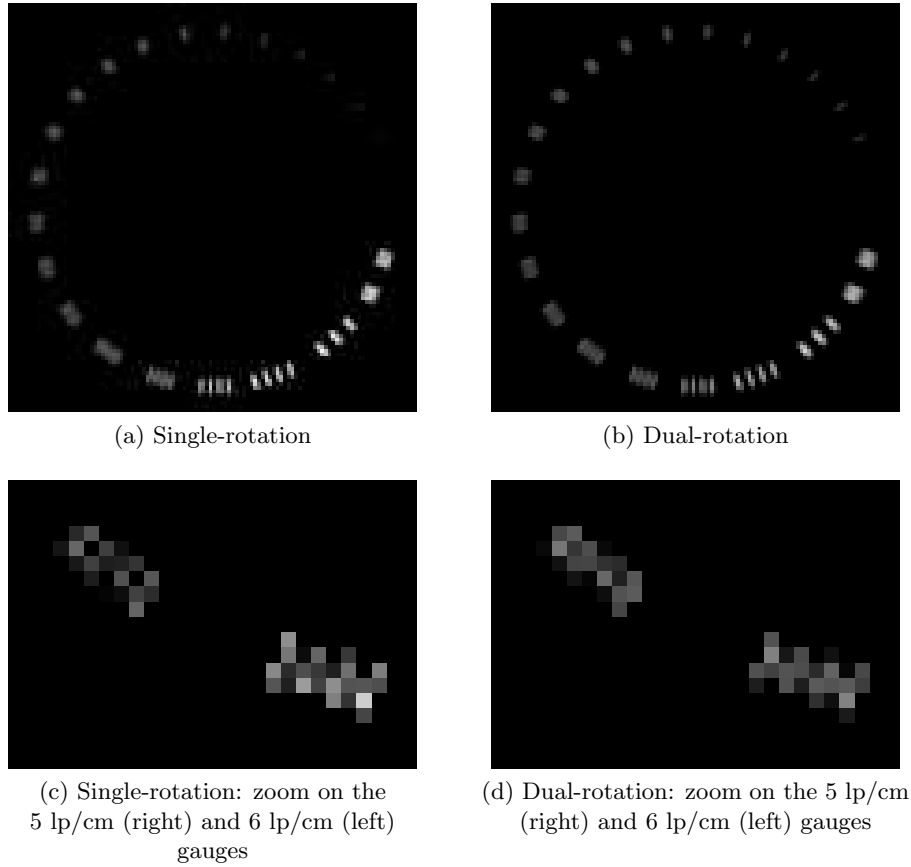 (a) Single-rotation
(b) Dual-rotation
(c) Single-rotation: zoom on the
5 lp/cm (right) and 6 lp/cm (left)
gauges
(d) Dual-rotation: zoom on the 5 lp/cm
(right) and 6 lp/cm (left) gauges